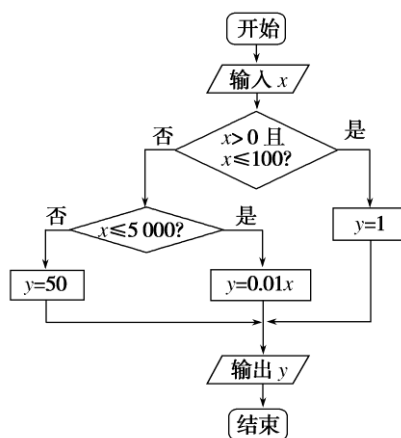 开始
输入 x
x>0 且
x≤100?
否
是
x≤5 000?
否
是
y=1
y=50
y=0.01x
输出 y
结束